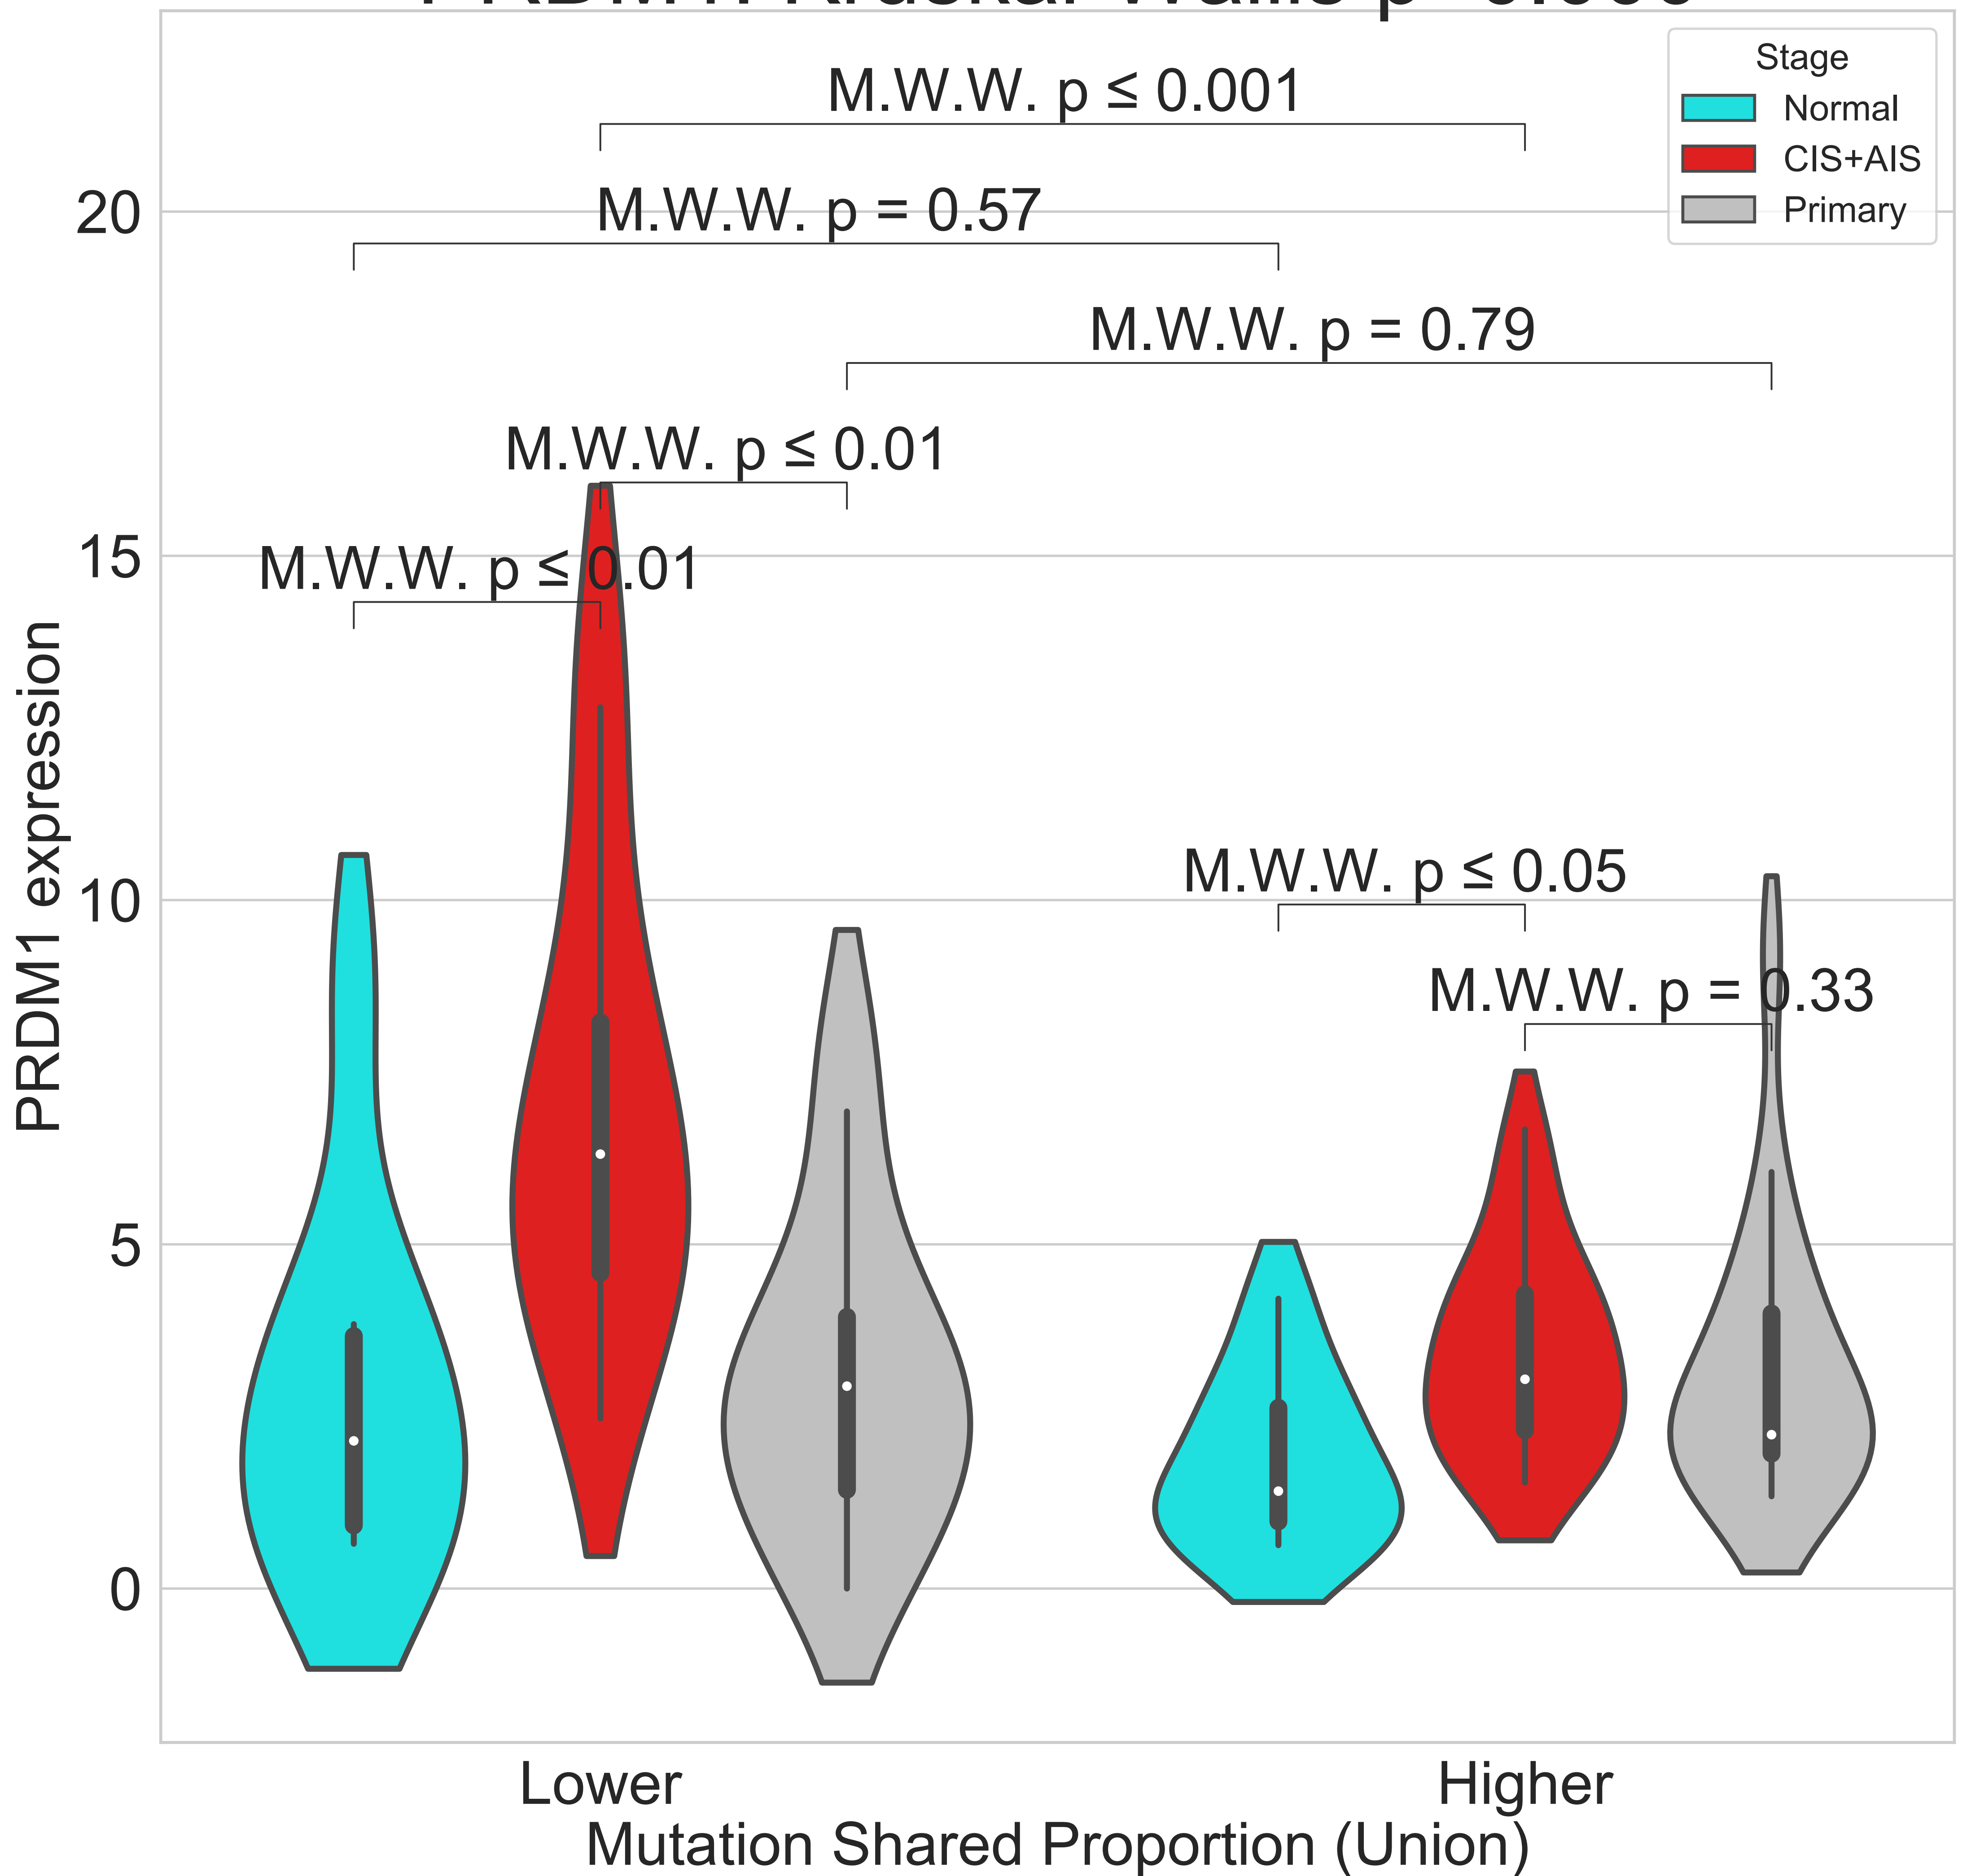 Stage
Normal
CIS+AIS
Primary
M.W.W. p ≤ 0.001
M.W.W. p = 0.57
M.W.W. p = 0.79
M.W.W. p ≤ 0.01
M.W.W. p ≤ 0.01
M.W.W. p ≤ 0.05
M.W.W. p = 0.33
20
15
10
5
0
PRDM1 expression
Lower
Higher
Mutation Shared Proportion (Union)